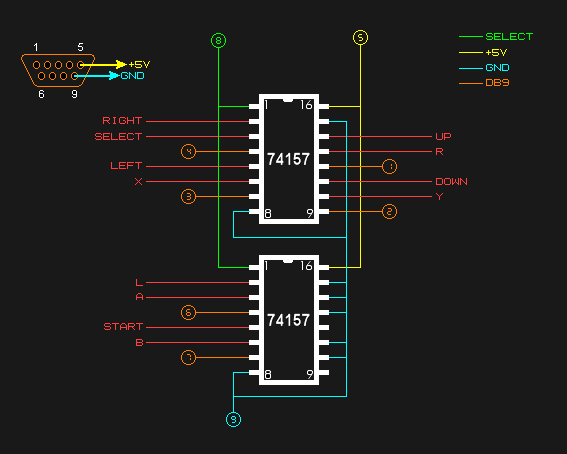 8
5
SELECT
1 5
+5V
+5V
GND
GND
DB9
6 9
1 16
RIGHT
SELECT
UP
4
74157
R
LEFT
1
X
DOWN
3
Y
8 9
2
1 16
L
A
6
74157
START
B
7
8 9
9